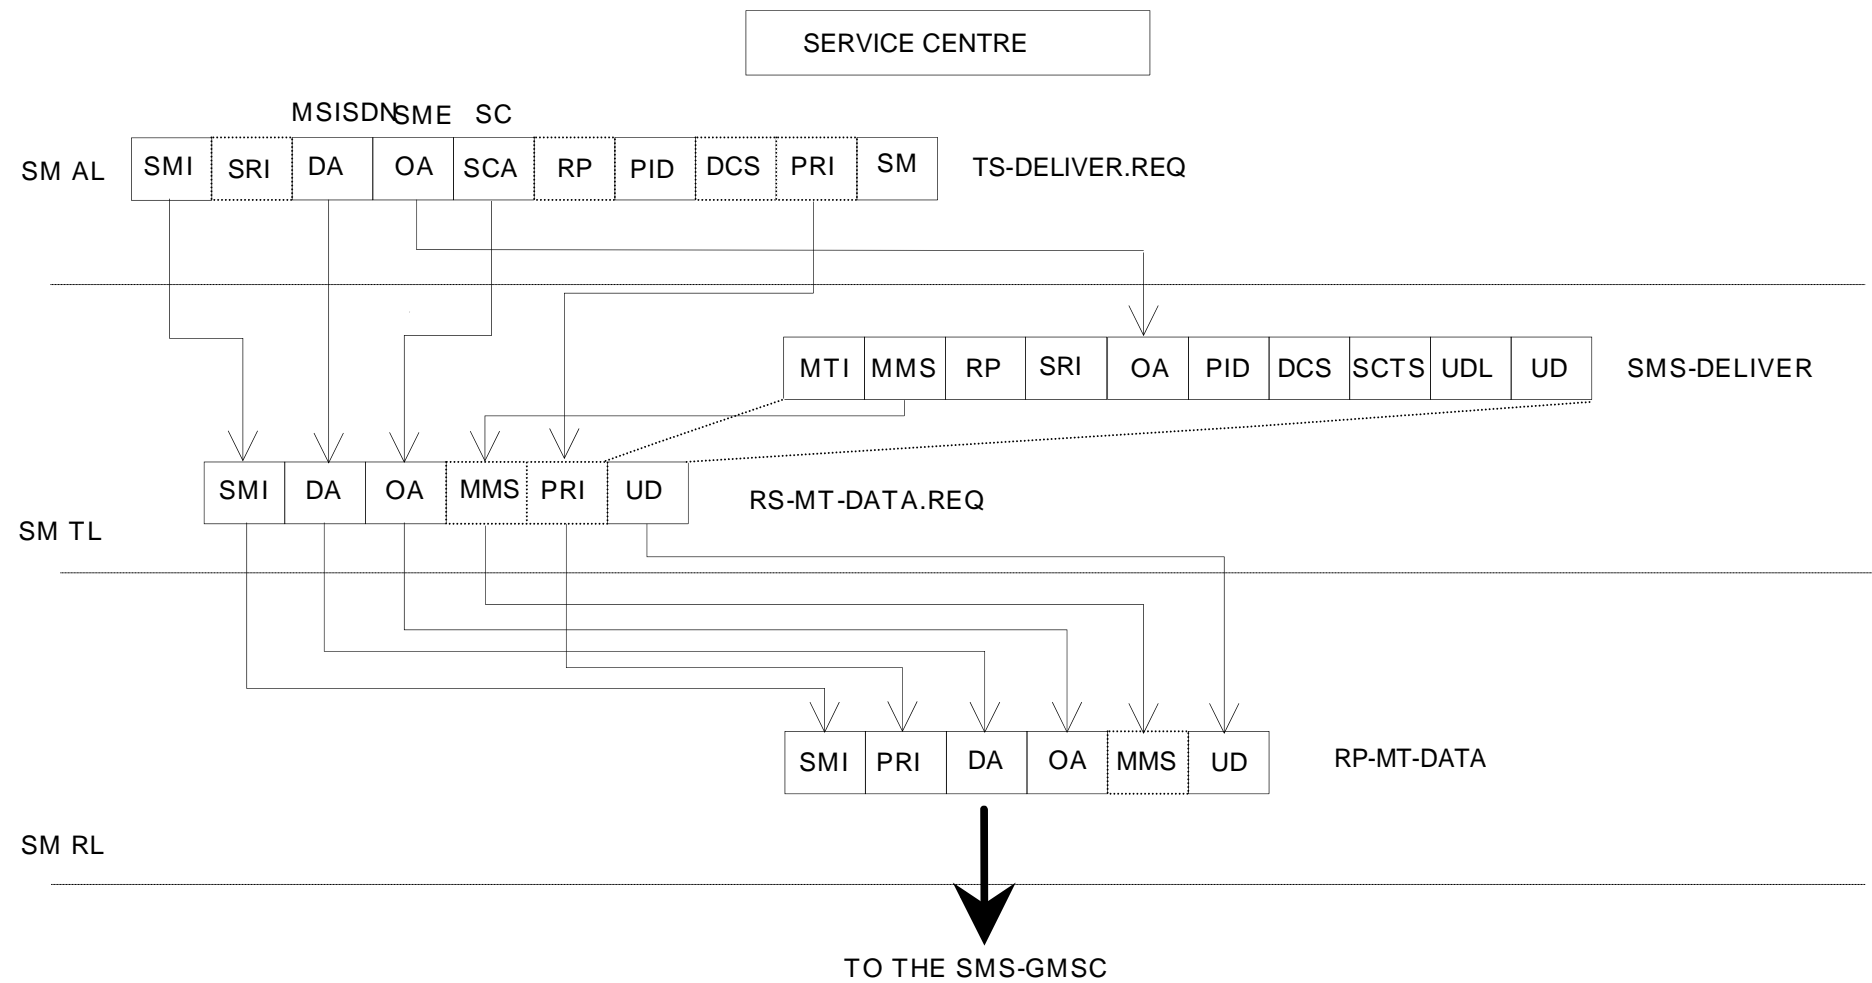 SERVICE CENTRE
MSISDN SME SC
SM AL SMI SRI DA OA SCA RP PID DCS PRI SM TS-DELIVER.REQ
MTI MMS RP SRI OA PID DCS SCTS UDL UD SMS-DELIVER
SMI DA OA MMS PRI UD RS-MT-DATA.REQ
SM TL
SMI PRI DA OA MMS UD RP-MT-DATA
SM RL
TO THE SMS-GMSC